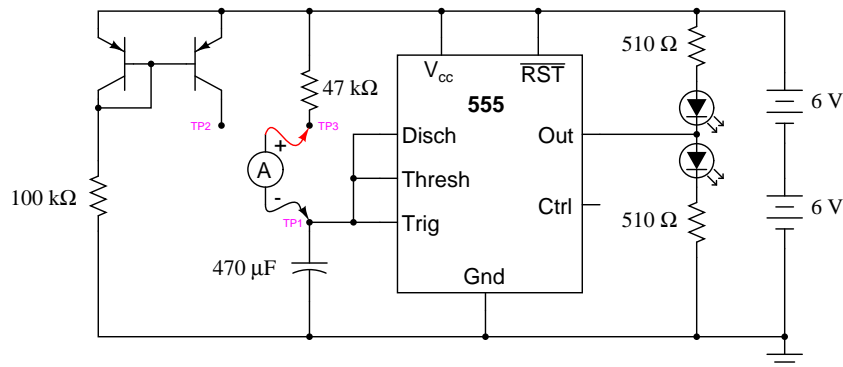 510 Ω
V_cc
RST
47 kΩ
555
6 V
TP2
TP3
+
Disch
Out
A
100 kΩ
Thresh
-
Ctrl
6 V
TP1
Trig
510 Ω
470 μF
Gnd